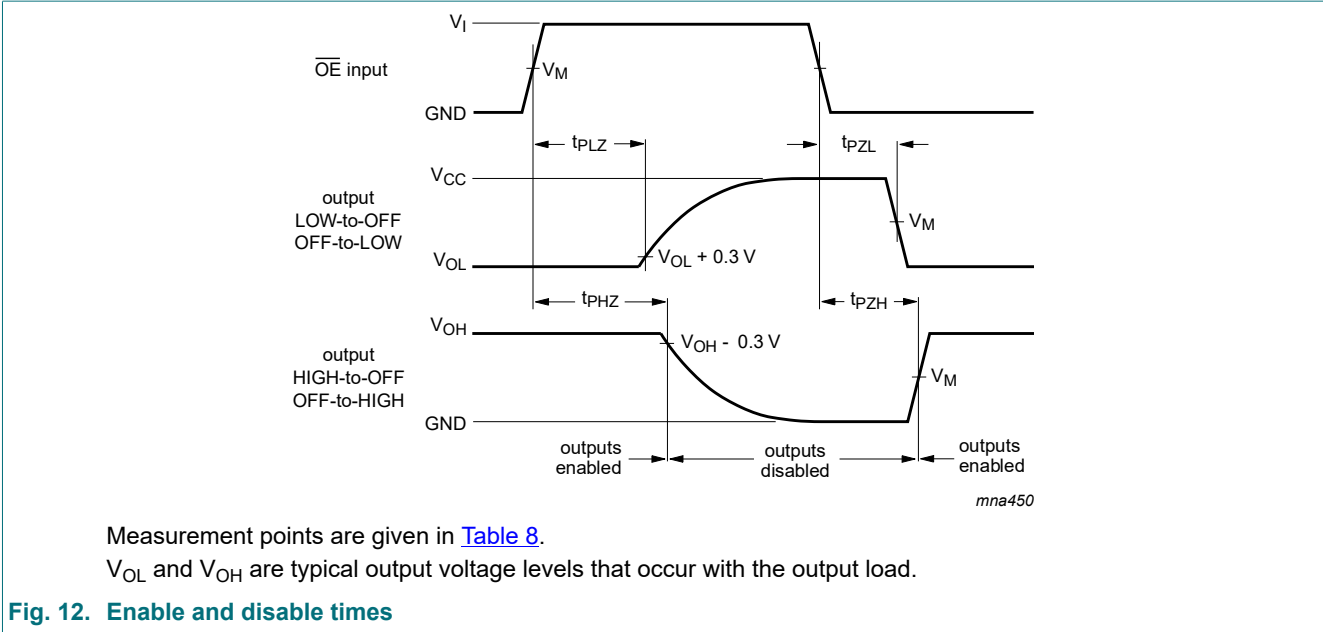 V_I
OE input
V_M
GND
t_PLZ
t_PZL
V_CC
output
LOW-to-OFF
OFF-to-LOW
V_M
V_OL
V_OL + 0.3 V
t_PHZ
t_PZH
V_OH
V_OH - 0.3 V
output
HIGH-to-OFF
OFF-to-HIGH
V_M
GND
outputs
enabled
outputs
disabled
outputs
enabled
mna450
Measurement points are given in Table 8.
V_OL and V_OH are typical output voltage levels that occur with the output load.
Fig. 12. Enable and disable times